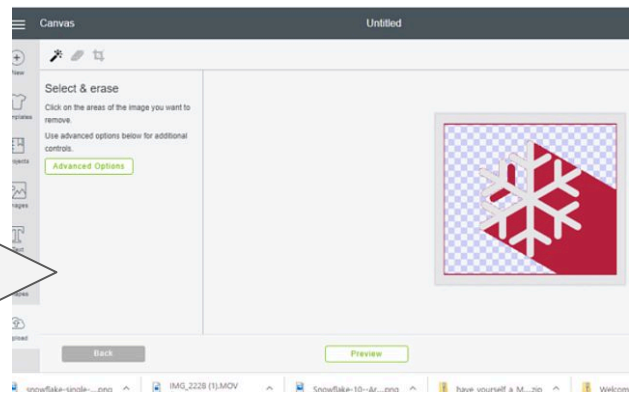 Canvas
Untitled
New
Select & erase
Click on the areas of the image you want to
remove.
Use advanced options below for additional
controls.
Advanced Options
Text
Back
Preview
snowflake-single-....png
IMG_2228 (1).MOV
Snowflake-10--Ar....png
have yourself a M....zip
Welcom